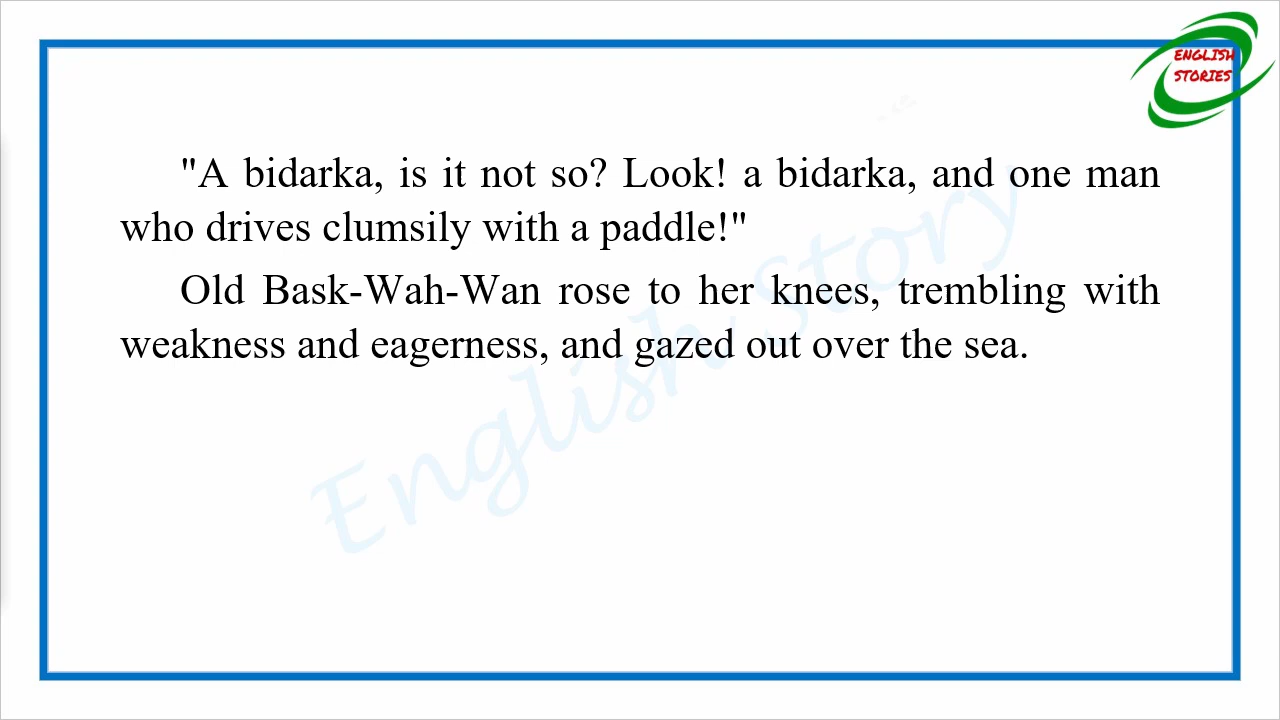 ENGLISH
STORIES
"A bidarka, is it not so? Look! a bidarka, and one man
who drives clumsily with a paddle!"
Old Bask-Wah-Wan rose to her knees, trembling with
weakness and eagerness, and gazed out over the sea.
English Story